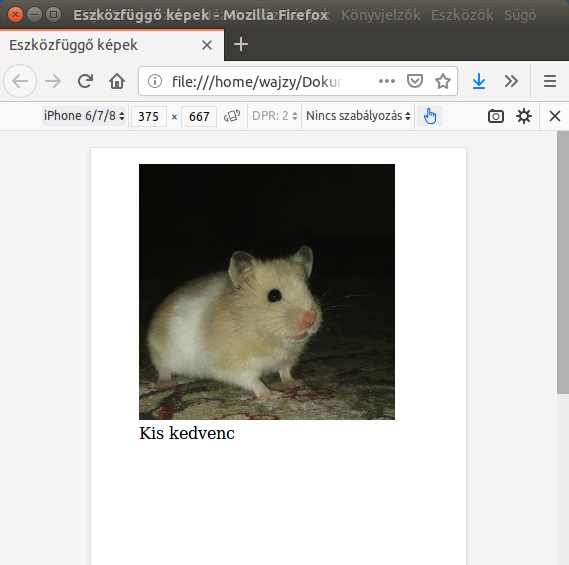 Eszközfüggő képek - Mozilla Firefox Könyvjelzők Eszközök Súgó
Eszközfüggő képek
file:///home/wajzy/Dokur
iPhone 6/7/8 375 × 667 DPR: 2 Nincs szabályozás
Kis kedvenc